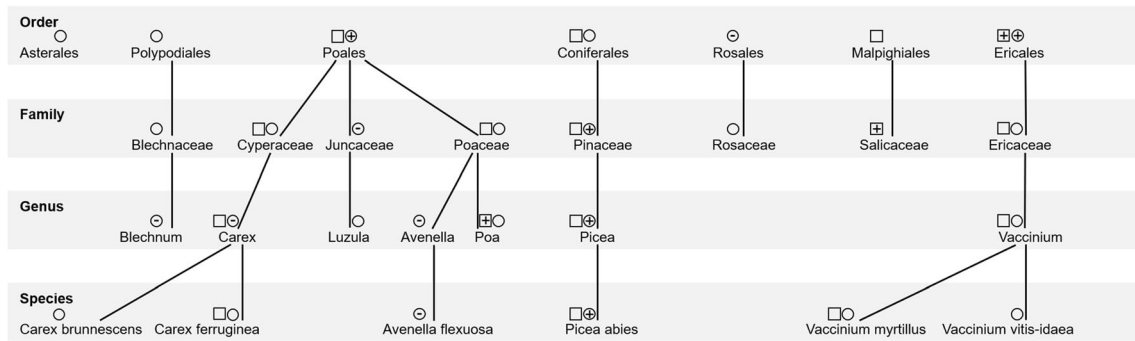 Order
Asterales Polypodiales Poales Coniferales Rosales Malpighiales Ericales
Family
Blechnaceae Cyperaceae Juncaceae Poaceae Pinaceae Rosaceae Salicaceae Ericaceae
Genus
Blechnum Carex Luzula Avenella Poa Picea Vaccinium
Species
Carex brunnescens Carex ferruginea Avenella flexuosa Picea abies Vaccinium myrtillus Vaccinium vitis-idaea